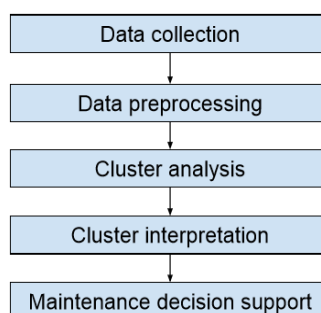 Data collection
Data preprocessing
Cluster analysis
Cluster interpretation
Maintenance decision support